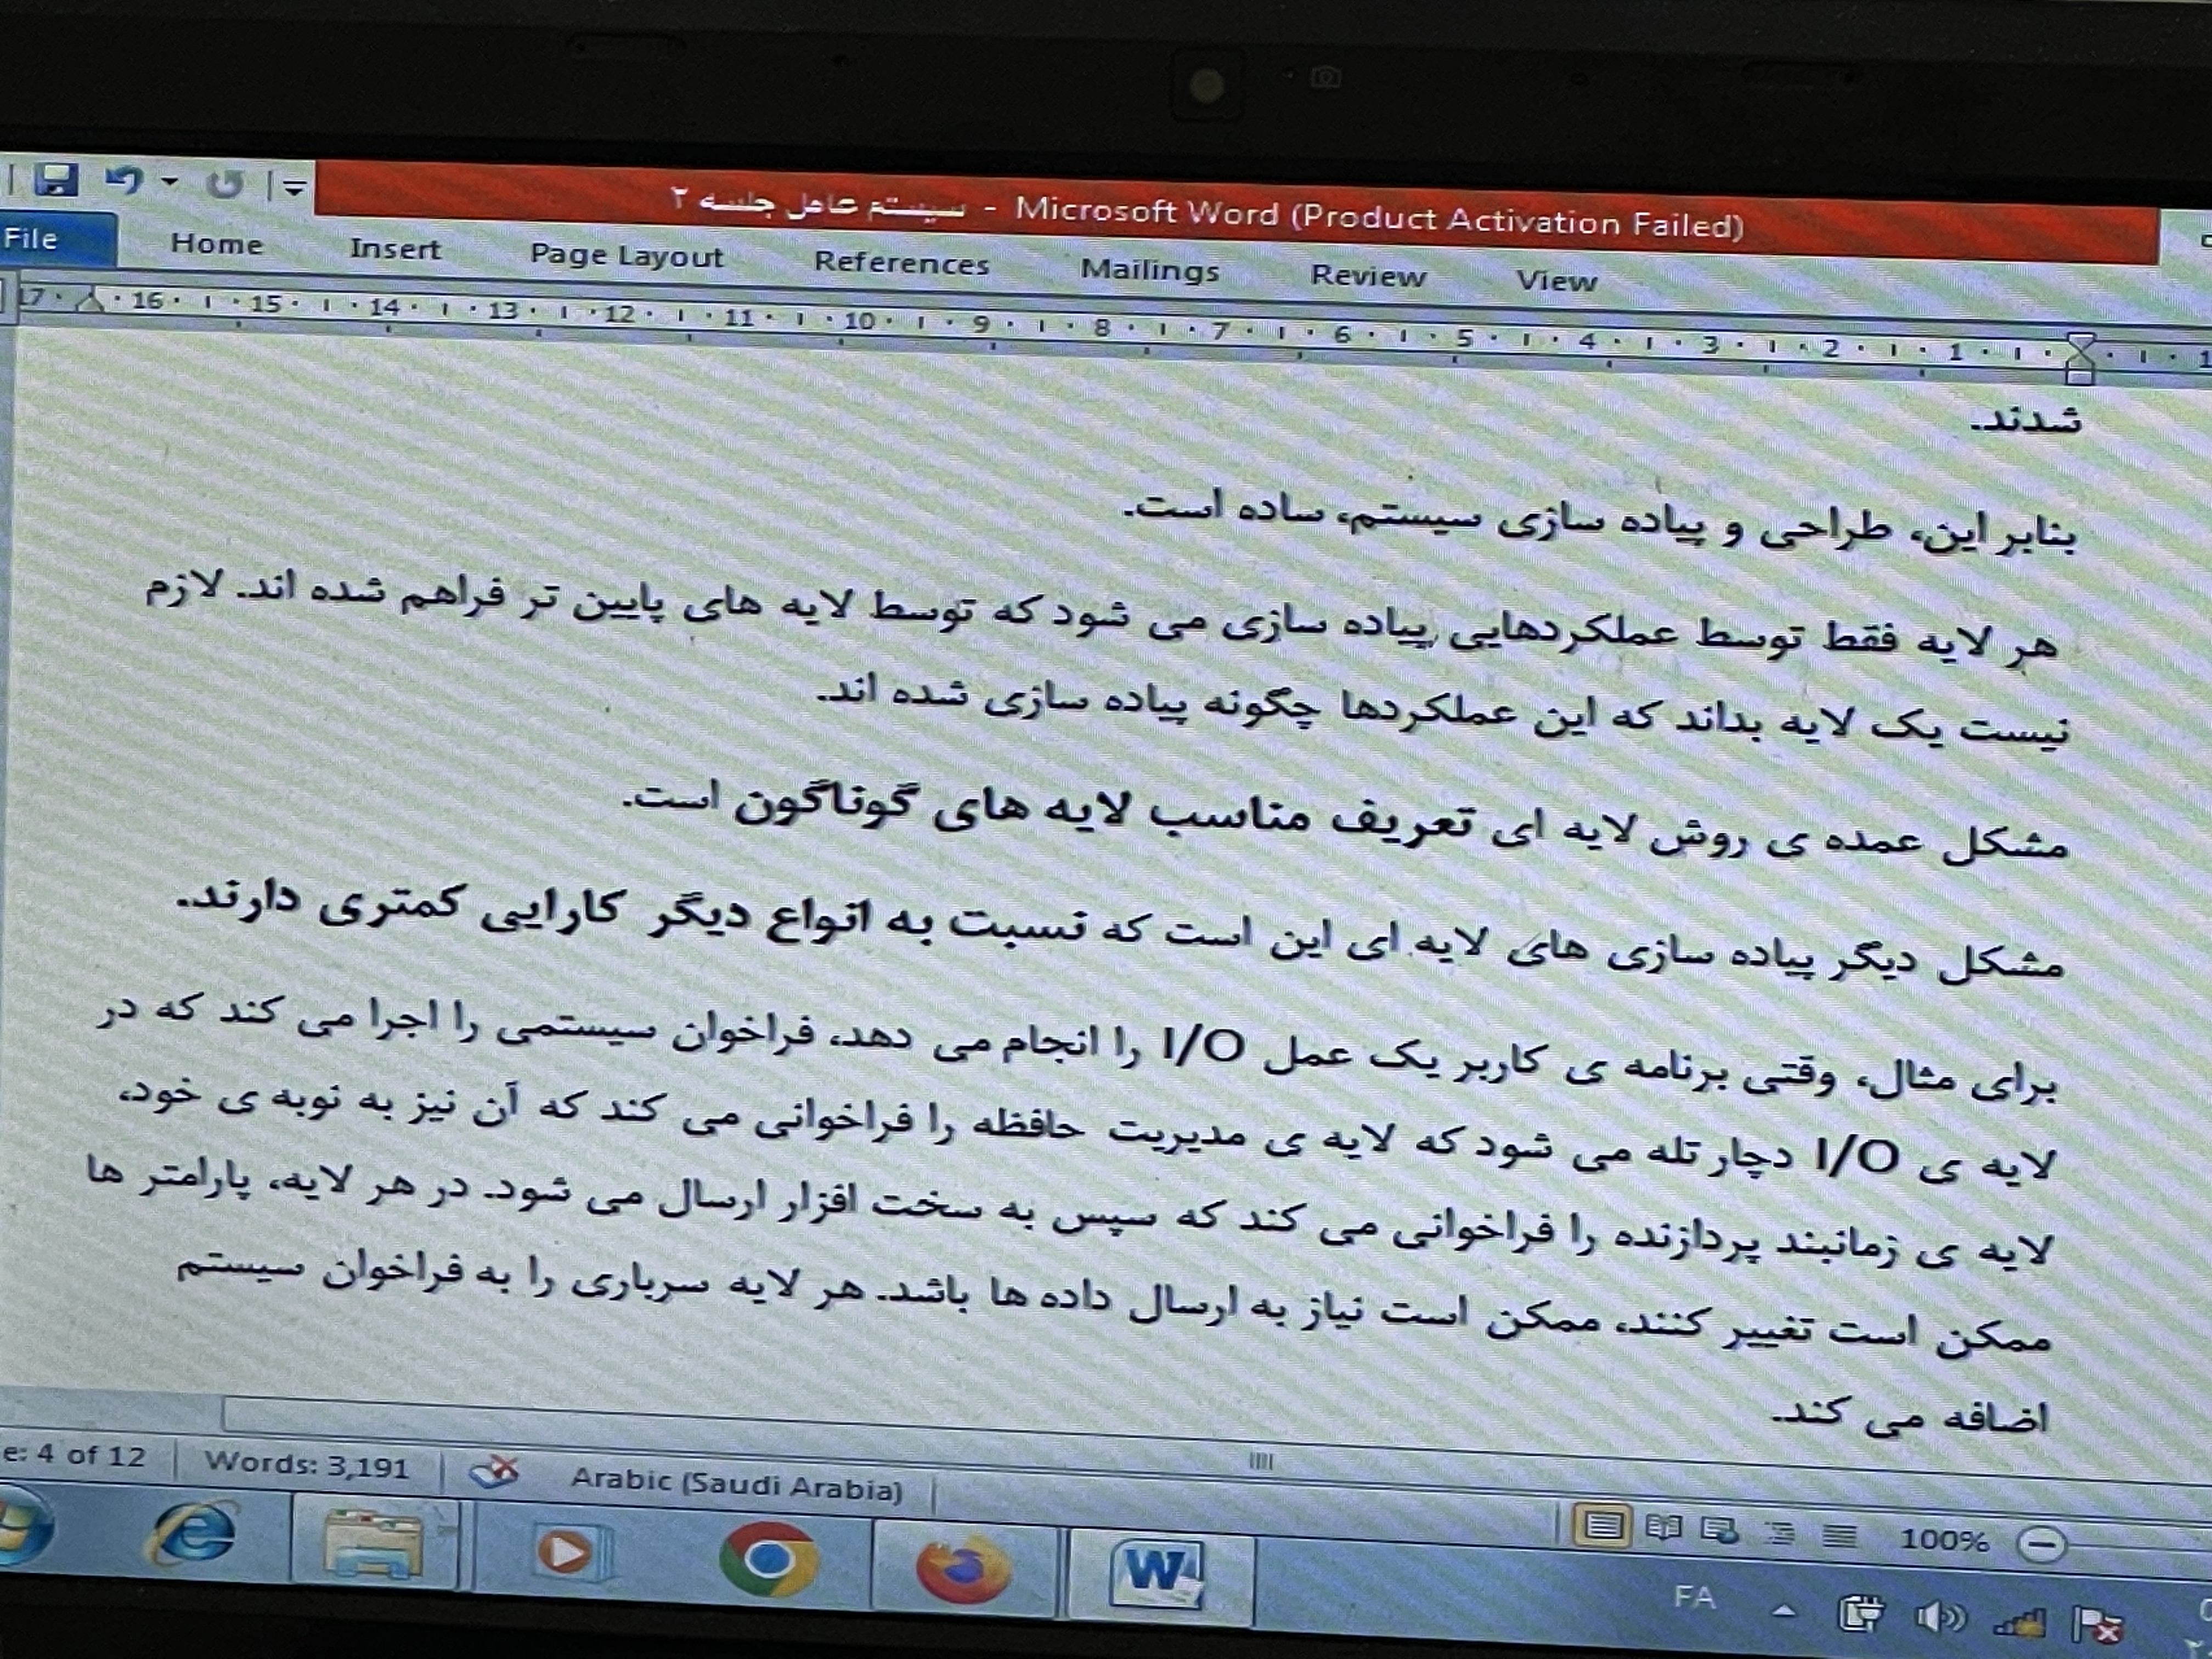 سیستم عامل جلسه ۲ - Microsoft Word (Product Activation Failed)
File Home Insert Page Layout References Mailings Review View
17 16 15 14 13 12 11 10 9 8 7 6 5 4 3 2 1 1
شدند.
بنابر این، طراحی و پیاده سازی سیستم، ساده است.
هر لایه فقط توسط عملکردهایی پیاده سازی می شود که توسط لایه های پایین تر فراهم شده اند. لازم
نیست یک لایه بداند که این عملکردها چگونه پیاده سازی شده اند.
مشکل عمده ی روش لایه ای تعریف مناسب لایه های گوناگون است.
مشکل دیگر پیاده سازی های لایه ای این است که نسبت به انواع دیگر کارایی کمتری دارند.
برای مثال، وقتی برنامه ی کاربر یک عمل I/O را انجام می دهد، فراخوان سیستمی را اجرا می کند که در
لایه ی I/O دچار تله می شود که لایه ی مدیریت حافظه را فراخوانی می کند که آن نیز به نوبه ی خود،
لایه ی زمانبند پردازنده را فراخوانی می کند که سپس به سخت افزار ارسال می شود. در هر لایه، پارامتر ها
ممکن است تغییر کنند، ممکن است نیاز به ارسال داده ها باشد. هر لایه سرباری را به فراخوان سیستم
اضافه می کند.
e: 4 of 12 Words: 3,191 Arabic (Saudi Arabia) 100%
FA